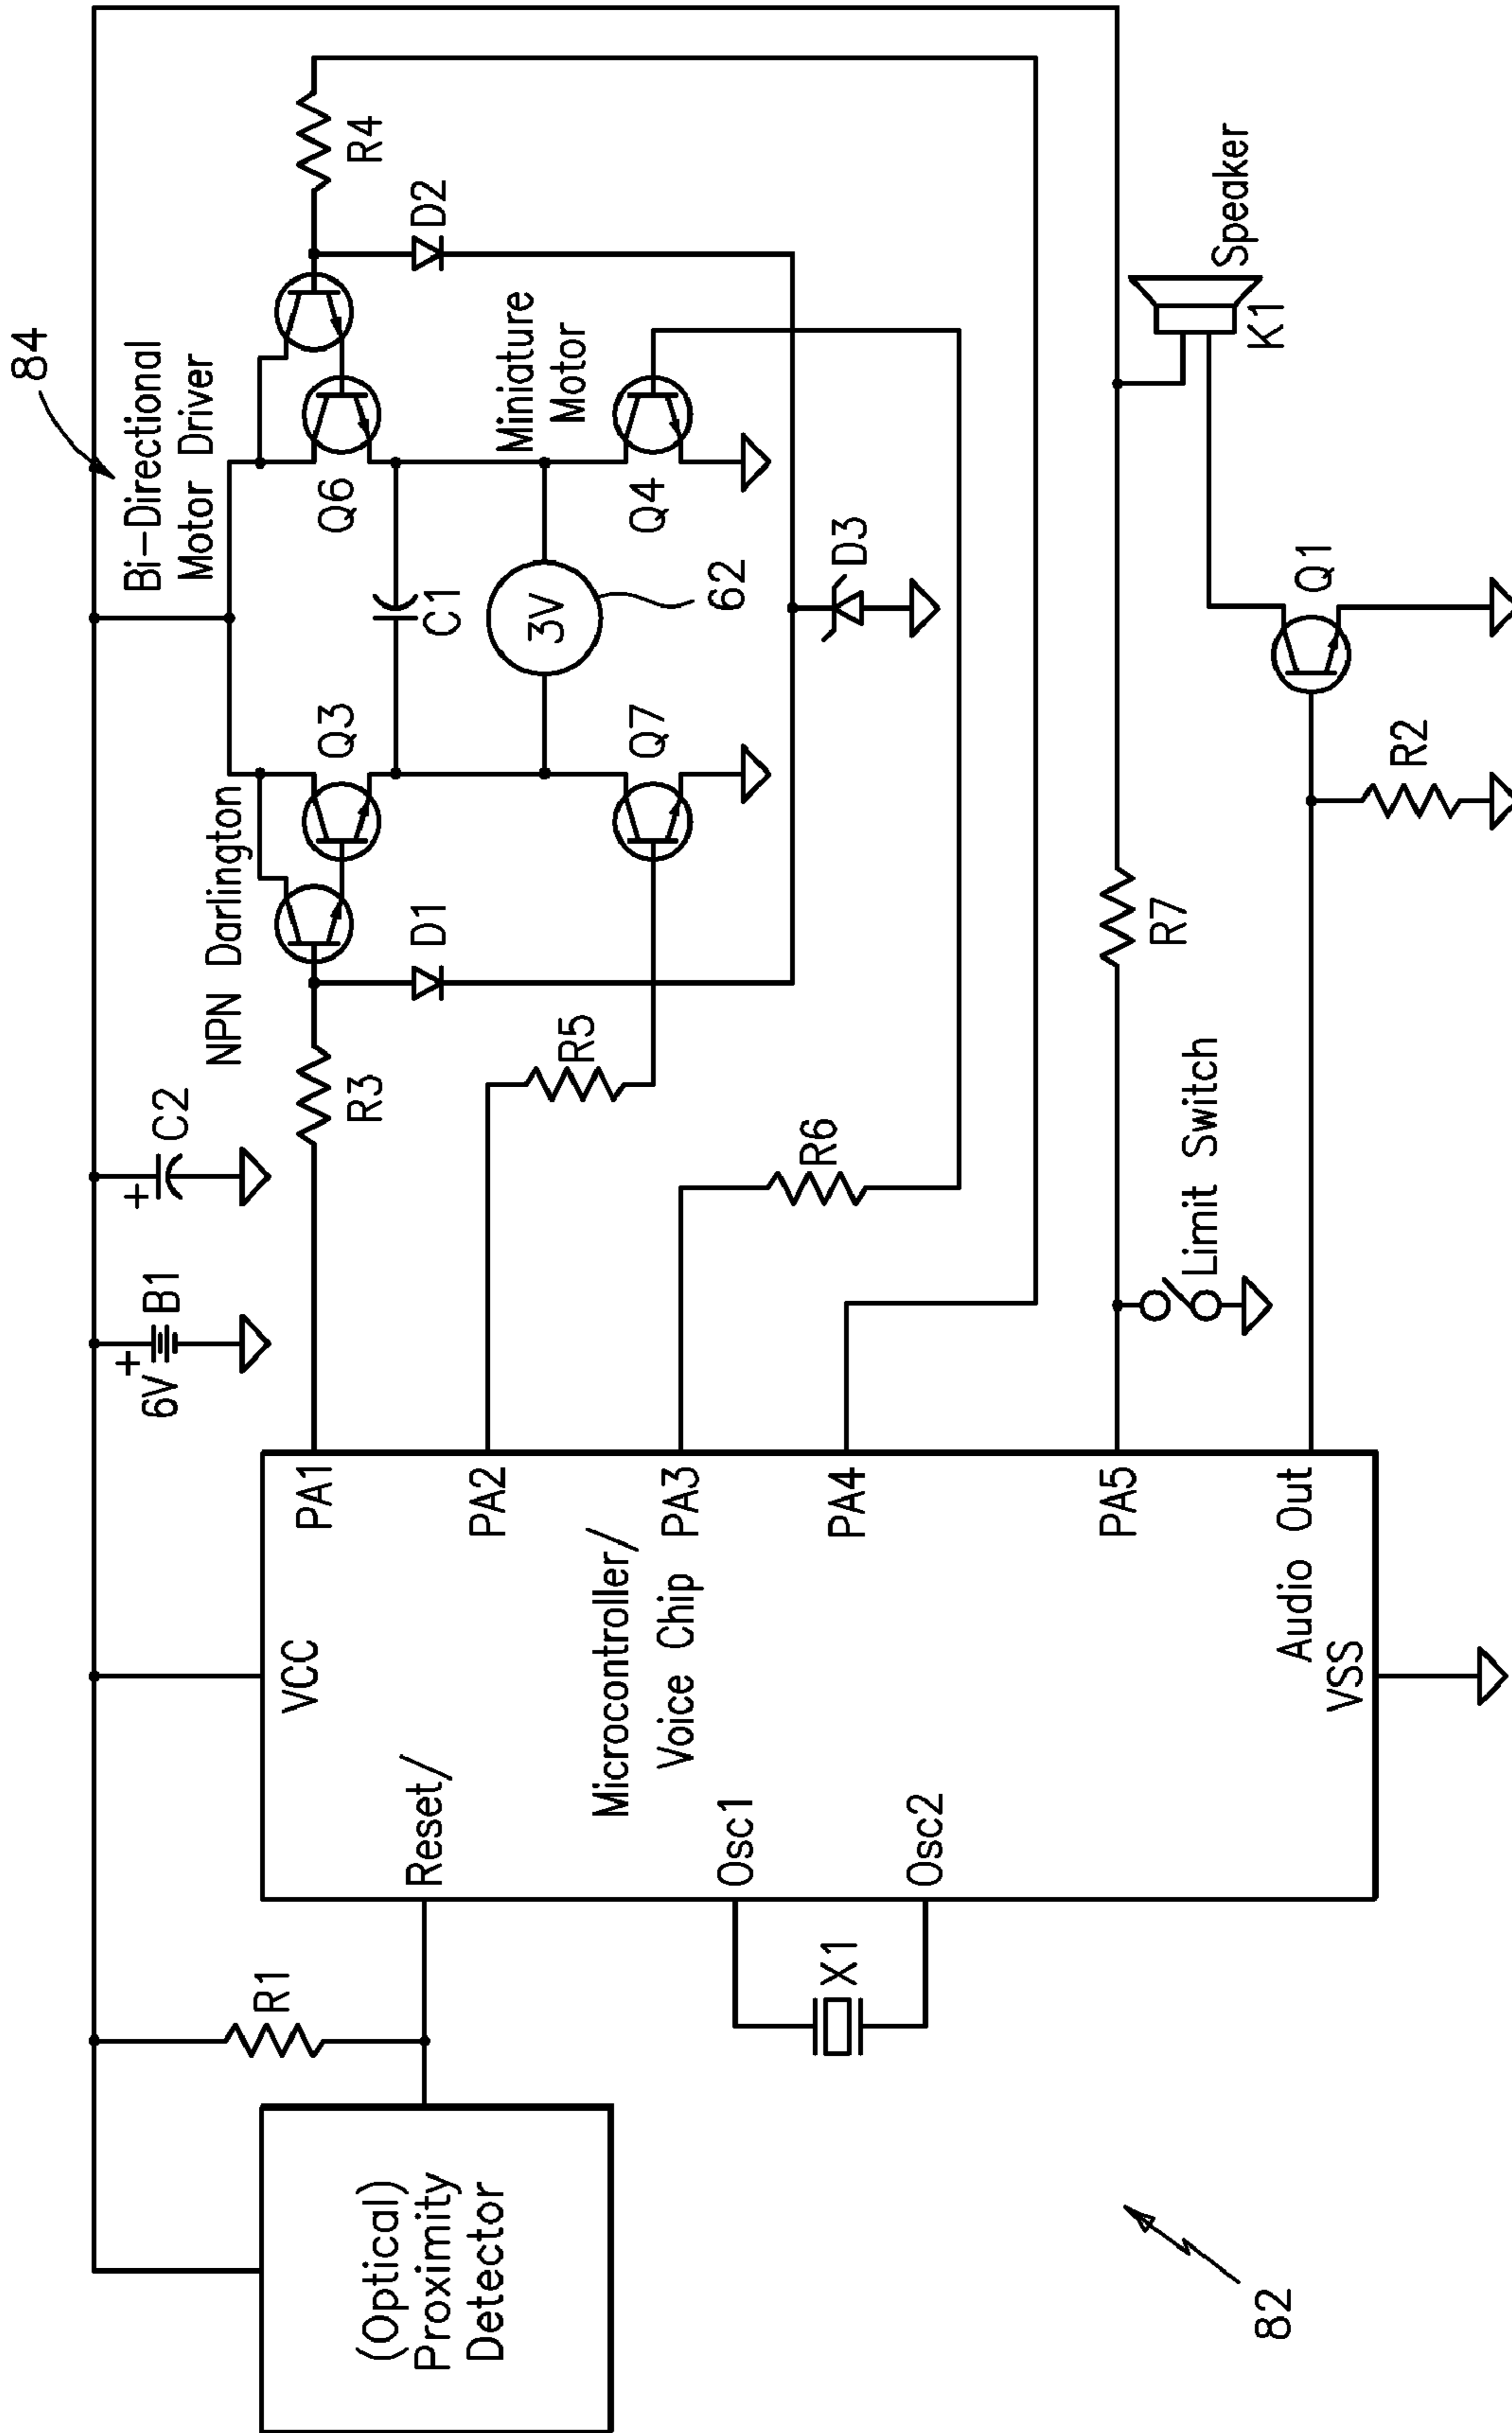 84
Bi-Directional
Motor Driver
NPN Darlington
6V
+
B1
+
C2
R3
D1
Q3
Q6
R4
D2
C1
3V
62
Miniature
Motor
Q7
Q4
R5
R6
D3
R1
(Optical)
Proximity
Detector
VCC
Reset/
Microcontroller/
Voice Chip
Osc1
Osc2
X1
PA1
PA2
PA3
PA4
PA5
Audio Out
VSS
Limit Switch
R7
R2
Q1
K1
Speaker
82